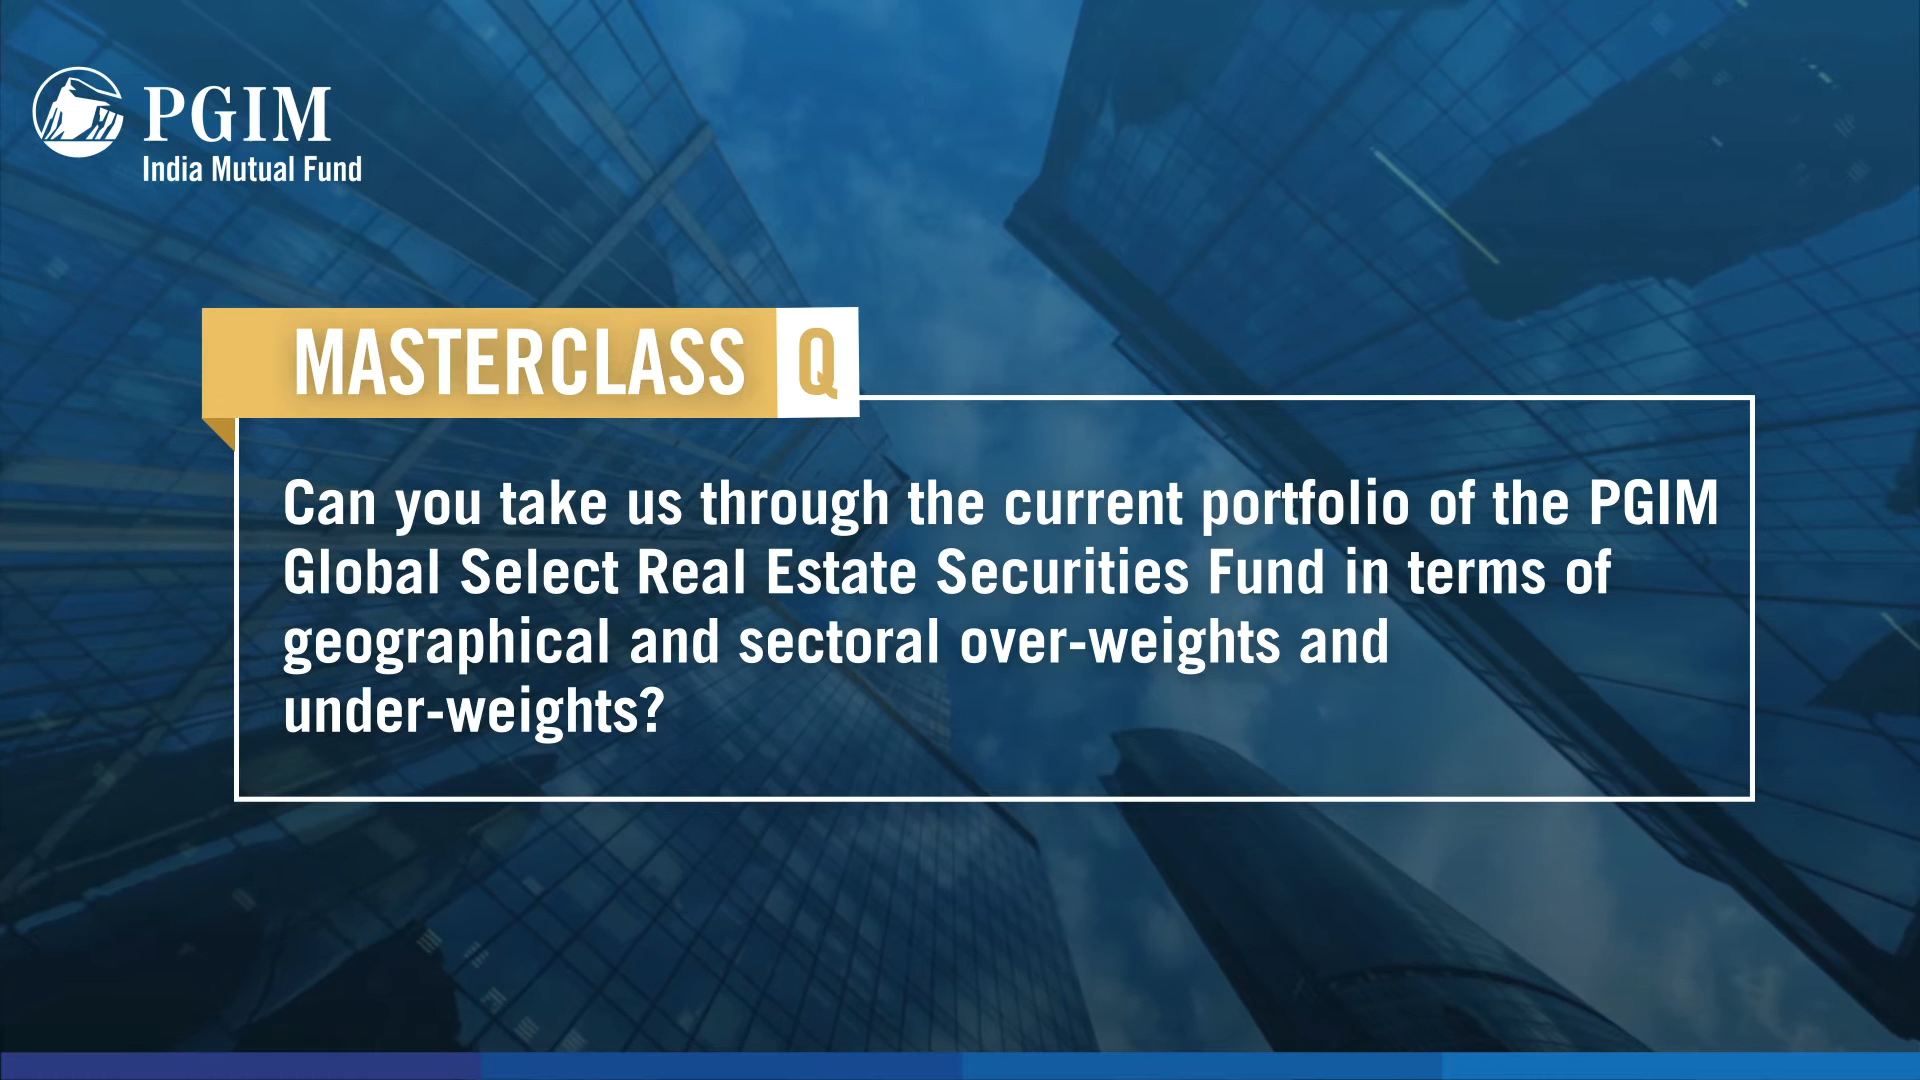 PGIM
India Mutual Fund
MASTERCLASS Q
Can you take us through the current portfolio of the PGIM
Global Select Real Estate Securities Fund in terms of
geographical and sectoral over-weights and
under-weights?